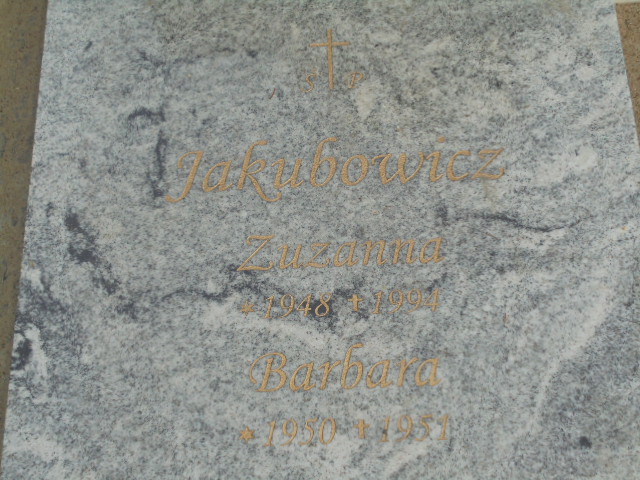 Ś P
Jakubowicz
Zuzanna
* 1948 ✝ 1994
Barbara
* 1950 ✝ 1951